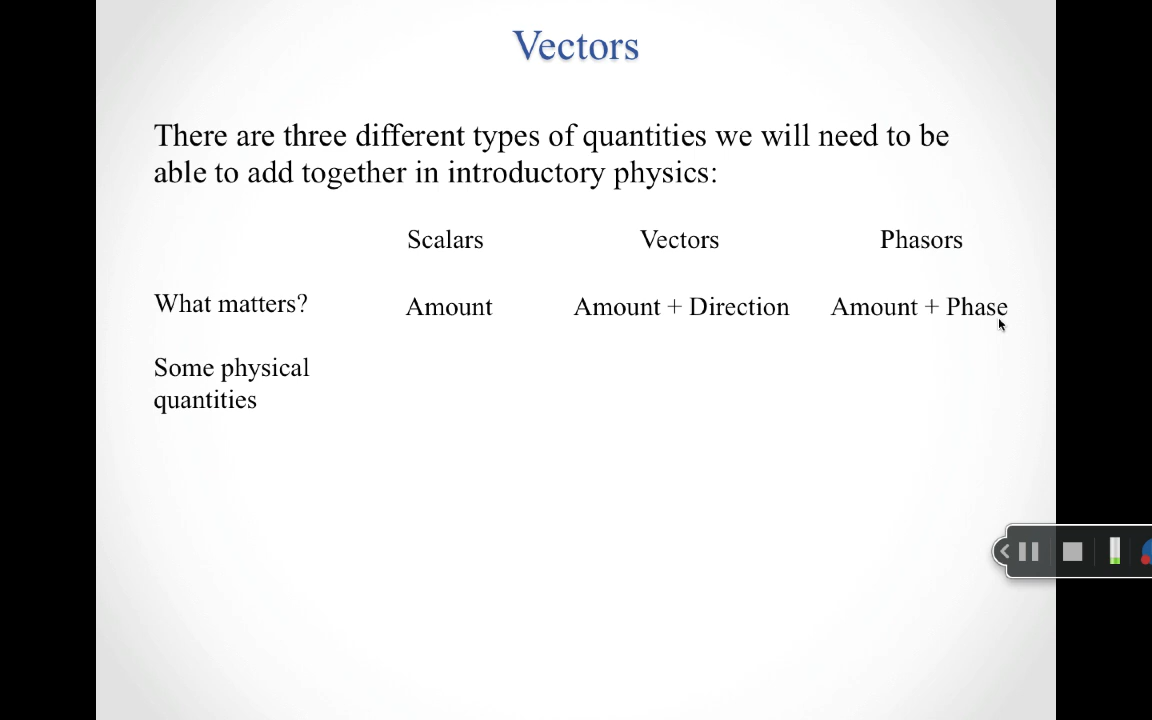 Vectors
There are three different types of quantities we will need to be
able to add together in introductory physics:
Scalars Vectors Phasors
What matters? Amount Amount + Direction Amount + Phase
Some physical
quantities